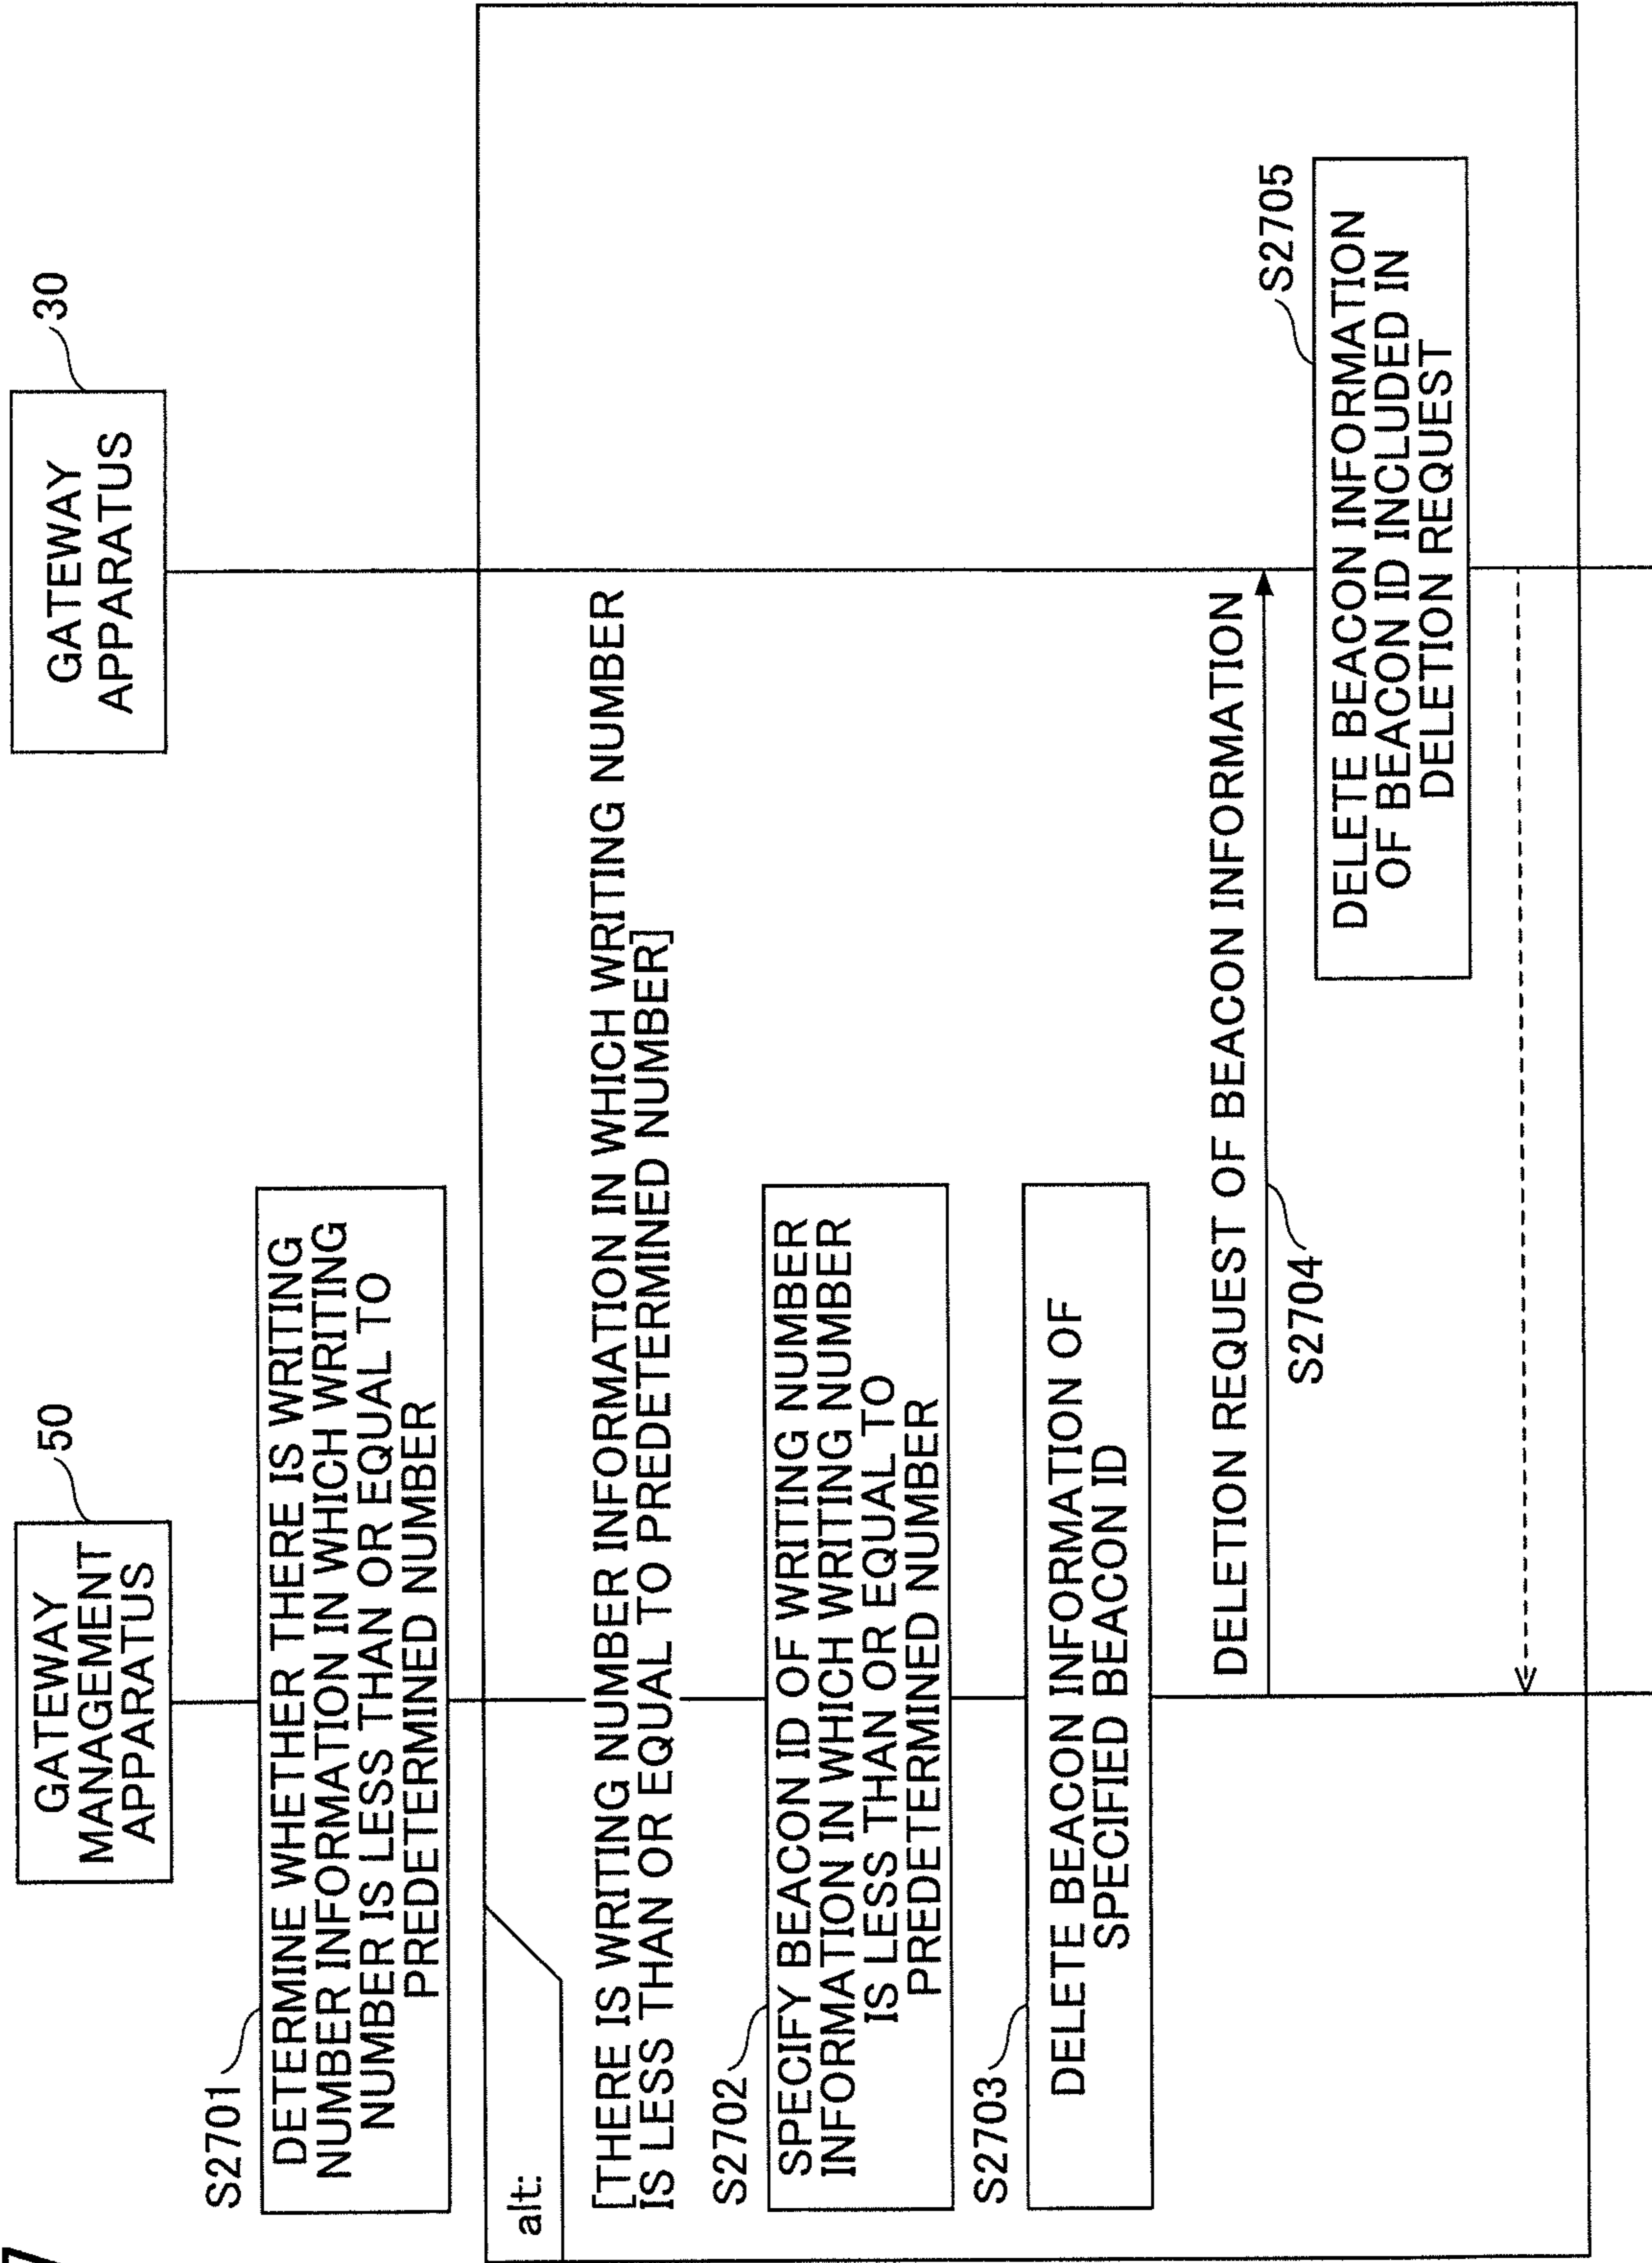 7
GATEWAY
MANAGEMENT
APPARATUS
50
GATEWAY
APPARATUS
30
S2701
DETERMINE WHETHER THERE IS WRITING
NUMBER INFORMATION IN WHICH WRITING
NUMBER IS LESS THAN OR EQUAL TO
PREDETERMINED NUMBER
alt:
[THERE IS WRITING NUMBER INFORMATION IN WHICH WRITING NUMBER
IS LESS THAN OR EQUAL TO PREDETERMINED NUMBER]
S2702
SPECIFY BEACON ID OF WRITING NUMBER
INFORMATION IN WHICH WRITING NUMBER
IS LESS THAN OR EQUAL TO
PREDETERMINED NUMBER
S2703
DELETE BEACON INFORMATION OF
SPECIFIED BEACON ID
DELETION REQUEST OF BEACON INFORMATION
S2704
S2705
DELETE BEACON INFORMATION
OF BEACON ID INCLUDED IN
DELETION REQUEST